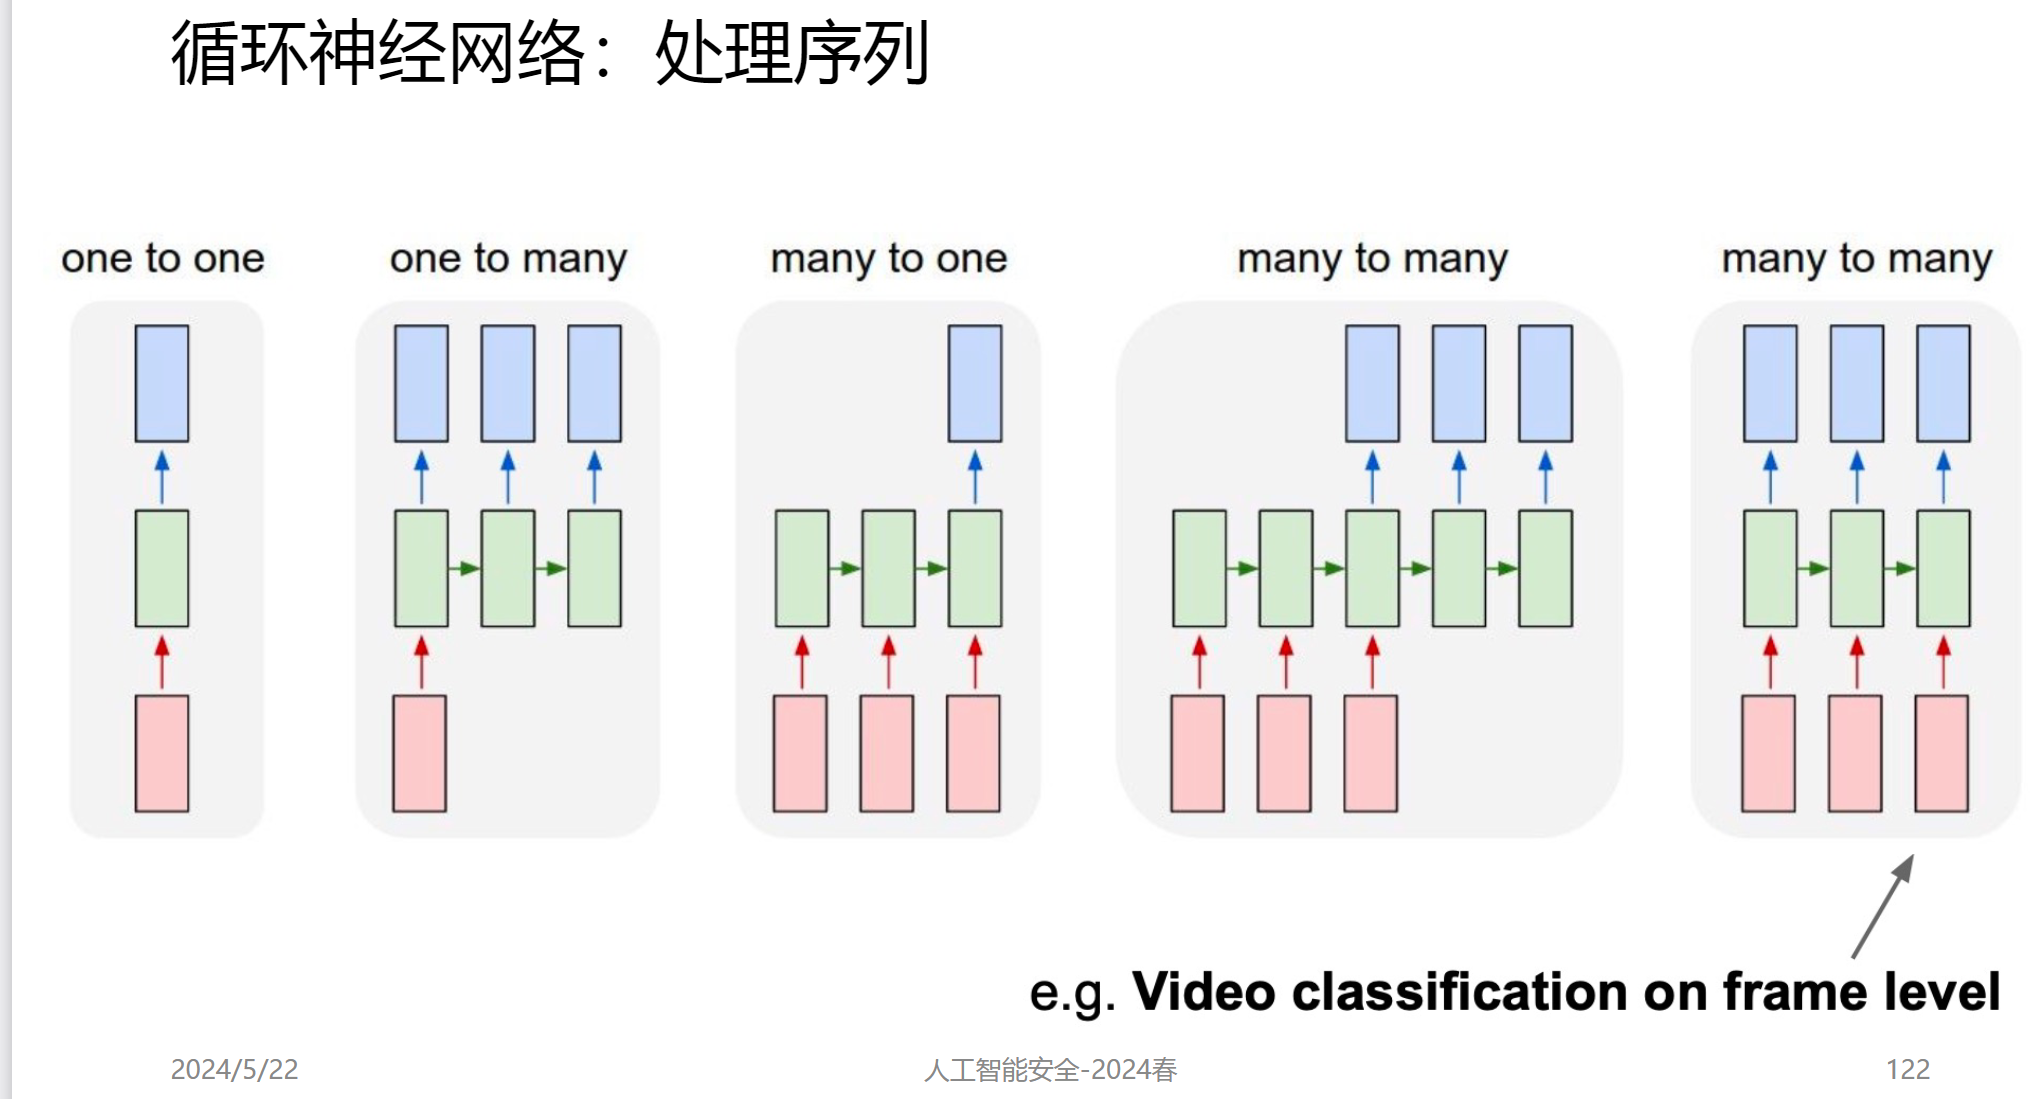 循环神经网络：处理序列
one to one
one to many
many to one
many to many
many to many
e.g. Video classification on frame level
2024/5/22
人工智能安全-2024春
122